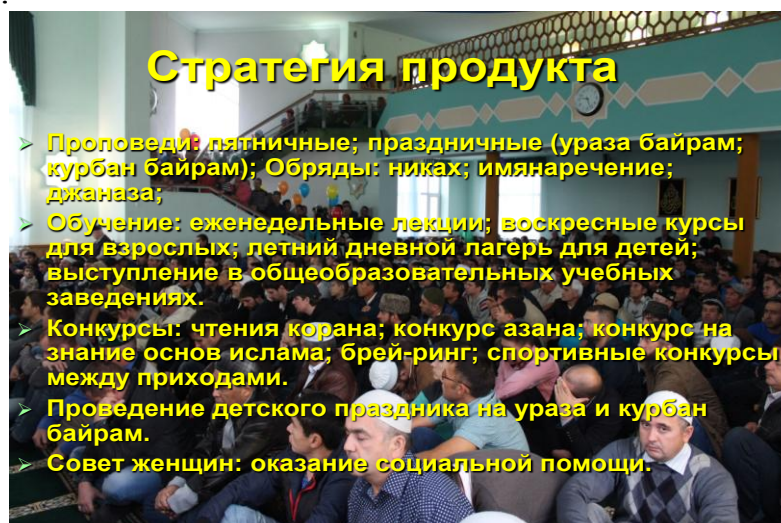 Стратегия продукта
➢ Проповеди: пятничные; праздничные (ураза байрам;
курбан байрам); Обряды: никах; имянаречение;
джаназа;
➢ Обучение: еженедельные лекции; воскресные курсы
для взрослых; летний дневной лагерь для детей;
выступление в общеобразовательных учебных
заведениях.
➢ Конкурсы: чтения корана; конкурс азана; конкурс на
знание основ ислама; брей-ринг; спортивные конкурсы
между приходами.
➢ Проведение детского праздника на ураза и курбан
байрам.
➢ Совет женщин: оказание социальной помощи.